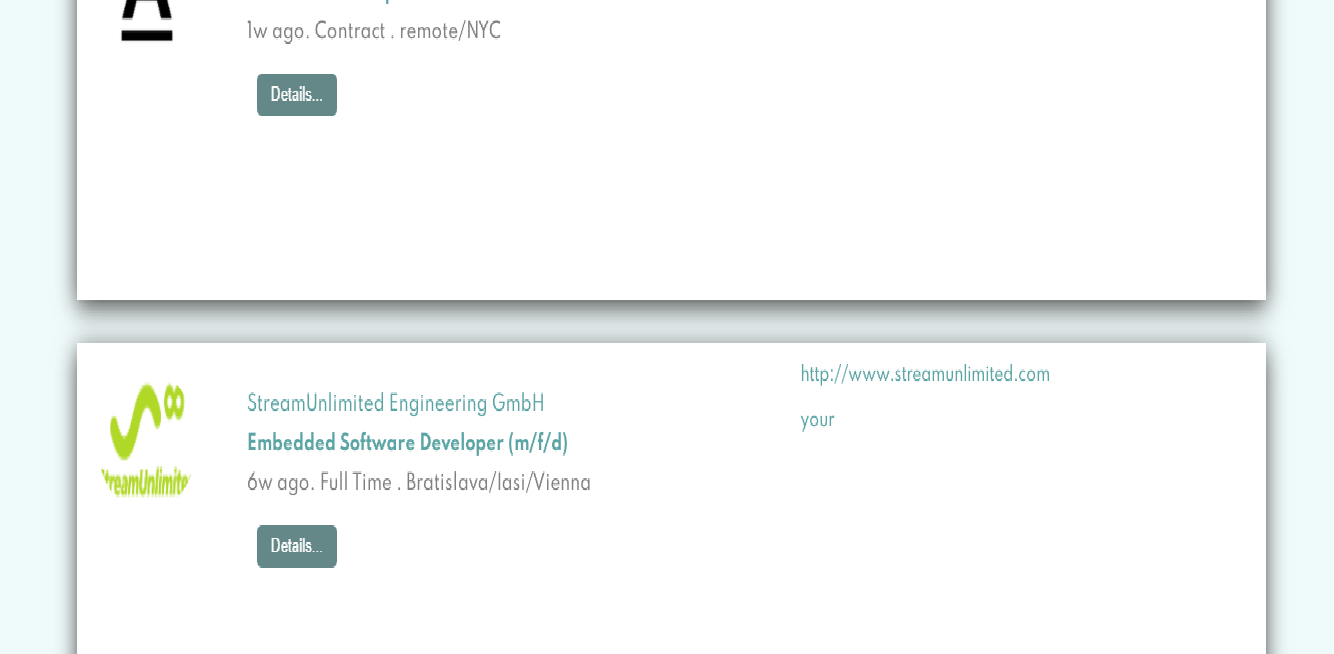 1w ago. Contract . remote/NYC
Details...
http://www.streamunlimited.com
StreamUnlimited Engineering GmbH
your
Embedded Software Developer (m/f/d)
6w ago. Full Time . Bratislava/Iasi/Vienna
Details...